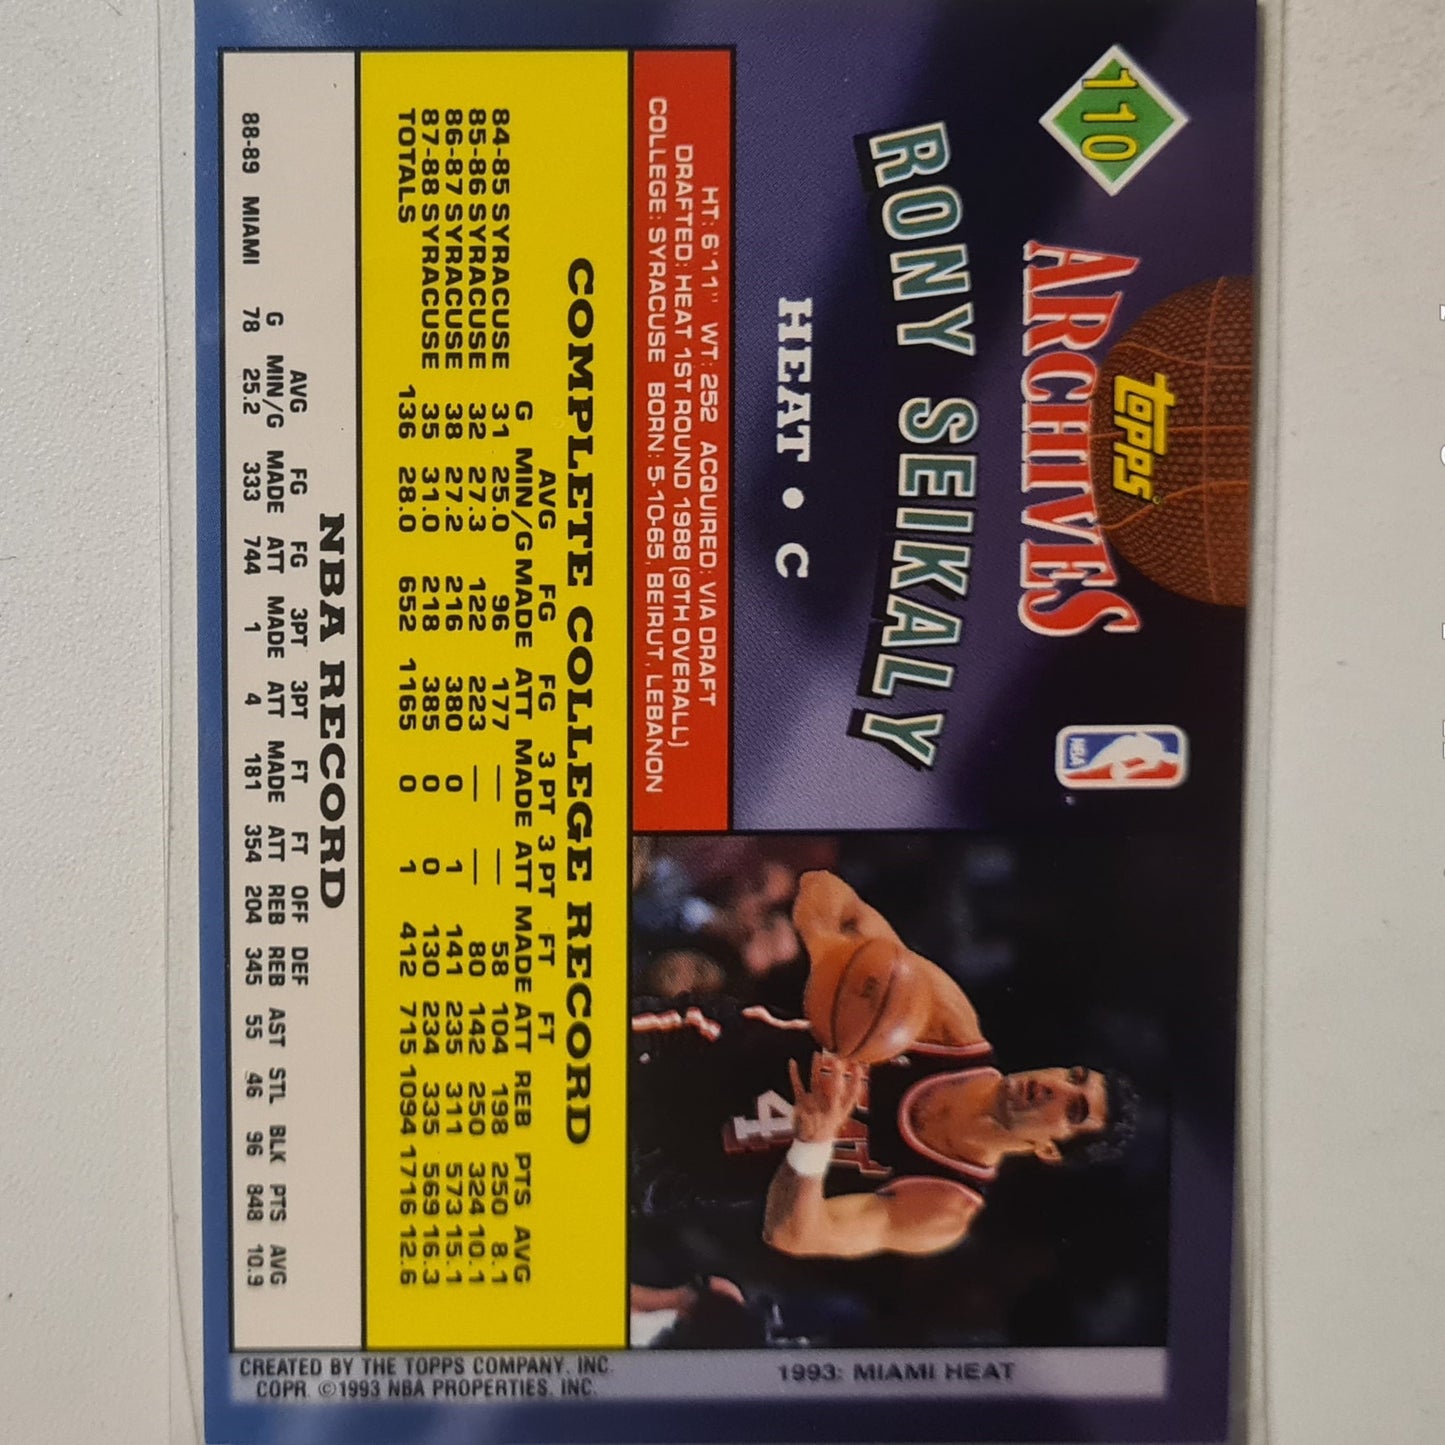 110
TOPPS
ARCHIVES
NBA
RONY SEIKALY
HEAT • C
HT: 6'11" WT: 252 ACQUIRED: VIA DRAFT
DRAFTED: HEAT 1ST ROUND 1988 (9TH OVERALL)
COLLEGE: SYRACUSE BORN: 5-10-65, BEIRUT, LEBANON
4
1993: MIAMI HEAT
COMPLETE COLLEGE RECORD
AVG FG FG 3 PT 3 PT FT FT
G MIN/G MADE ATT MADE ATT MADE ATT REB PTS AVG
84-85 SYRACUSE 31 25.0 96 177 — — 58 104 198 250 8.1
85-86 SYRACUSE 32 27.3 122 223 — — 80 142 250 324 10.1
86-87 SYRACUSE 38 27.2 216 380 0 1 141 235 311 573 15.1
87-88 SYRACUSE 35 31.0 218 385 0 0 130 234 335 569 16.3
TOTALS 136 28.0 652 1165 0 1 412 715 1094 1716 12.6
NBA RECORD
AVG FG FG 3PT 3PT FT FT OFF DEF
G MIN/G MADE ATT MADE ATT MADE ATT REB REB AST STL BLK PTS AVG
88-89 MIAMI 78 25.2 333 744 1 4 181 354 204 345 55 46 96 848 10.9
CREATED BY THE TOPPS COMPANY, INC.
COPR. ©1993 NBA PROPERTIES, INC.